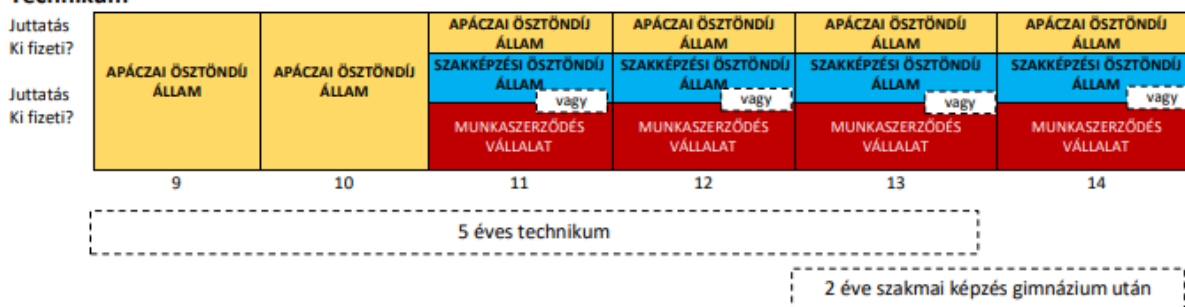 Technikum
Juttatás
Ki fizeti?
Juttatás
Ki fizeti?
APÁCZAI ÖSZTÖNDÍJ
ÁLLAM
APÁCZAI ÖSZTÖNDÍJ
ÁLLAM
APÁCZAI ÖSZTÖNDÍJ
ÁLLAM
SZAKKÉPZÉSI ÖSZTÖNDÍJ
ÁLLAM
vagy
MUNKASZERZŐDÉS
VÁLLALAT
APÁCZAI ÖSZTÖNDÍJ
ÁLLAM
SZAKKÉPZÉSI ÖSZTÖNDÍJ
ÁLLAM
vagy
MUNKASZERZŐDÉS
VÁLLALAT
APÁCZAI ÖSZTÖNDÍJ
ÁLLAM
SZAKKÉPZÉSI ÖSZTÖNDÍJ
ÁLLAM
vagy
MUNKASZERZŐDÉS
VÁLLALAT
APÁCZAI ÖSZTÖNDÍJ
ÁLLAM
SZAKKÉPZÉSI ÖSZTÖNDÍJ
ÁLLAM
vagy
MUNKASZERZŐDÉS
VÁLLALAT
9 10 11 12 13 14
5 éves technikum
2 éve szakmai képzés gimnázium után